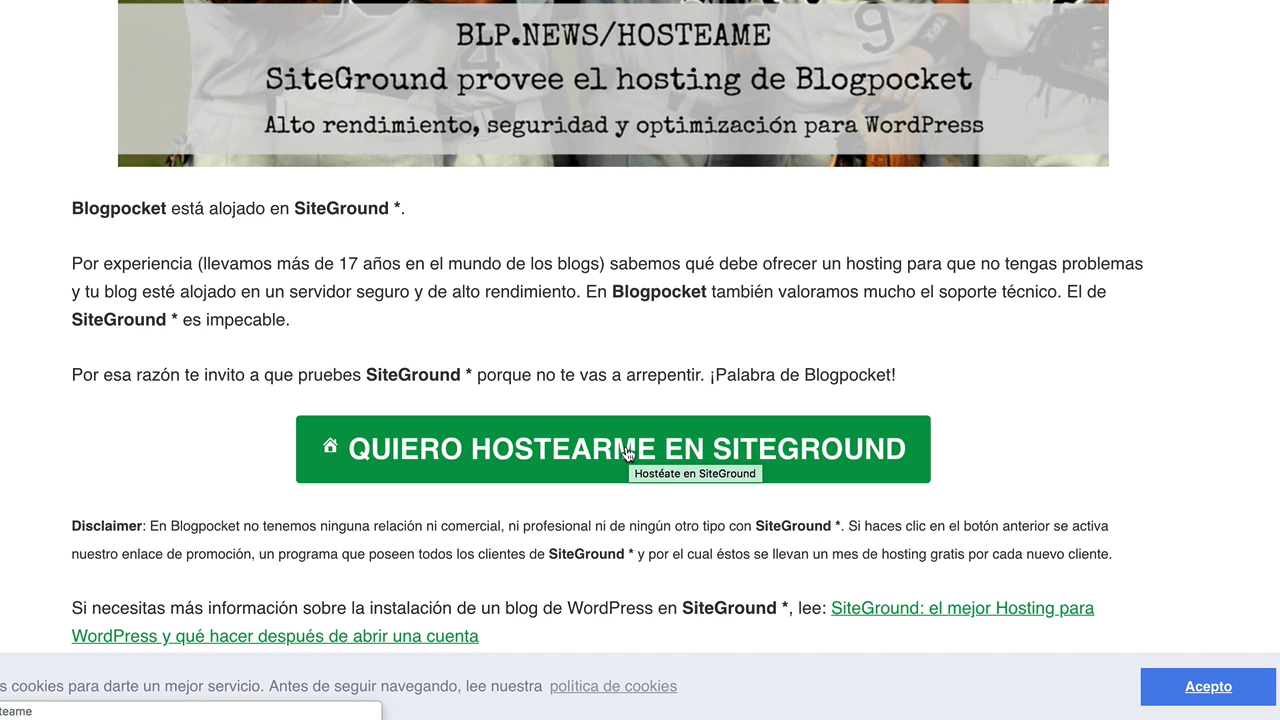 BLP.NEWS/HOSTEAME
SiteGround provee el hosting de Blogpocket
Alto rendimiento, seguridad y optimización para WordPress
Blogpocket está alojado en SiteGround *.
Por experiencia (llevamos más de 17 años en el mundo de los blogs) sabemos qué debe ofrecer un hosting para que no tengas problemas
y tu blog esté alojado en un servidor seguro y de alto rendimiento. En Blogpocket también valoramos mucho el soporte técnico. El de
SiteGround * es impecable.
Por esa razón te invito a que pruebes SiteGround * porque no te vas a arrepentir. ¡Palabra de Blogpocket!
QUIERO HOSTEARME EN SITEGROUND
Hostéate en SiteGround
Disclaimer: En Blogpocket no tenemos ninguna relación ni comercial, ni profesional ni de ningún otro tipo con SiteGround *. Si haces clic en el botón anterior se activa
nuestro enlace de promoción, un programa que poseen todos los clientes de SiteGround * y por el cual éstos se llevan un mes de hosting gratis por cada nuevo cliente.
Si necesitas más información sobre la instalación de un blog de WordPress en SiteGround *, lee: SiteGround: el mejor Hosting para
WordPress y qué hacer después de abrir una cuenta
s cookies para darte un mejor servicio. Antes de seguir navegando, lee nuestra política de cookies
Acepto
teame